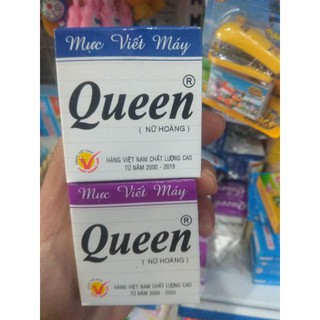 Mực Viết Máy
Queen®
( NỮ HOÀNG )
HÀNG VIỆT NAM CHẤT LƯỢNG CAO
TỪ NĂM 2000 - 2015
Mực Viết Máy
Queen®
( NỮ HOÀNG )
HÀNG VIỆT NAM CHẤT LƯỢNG CAO